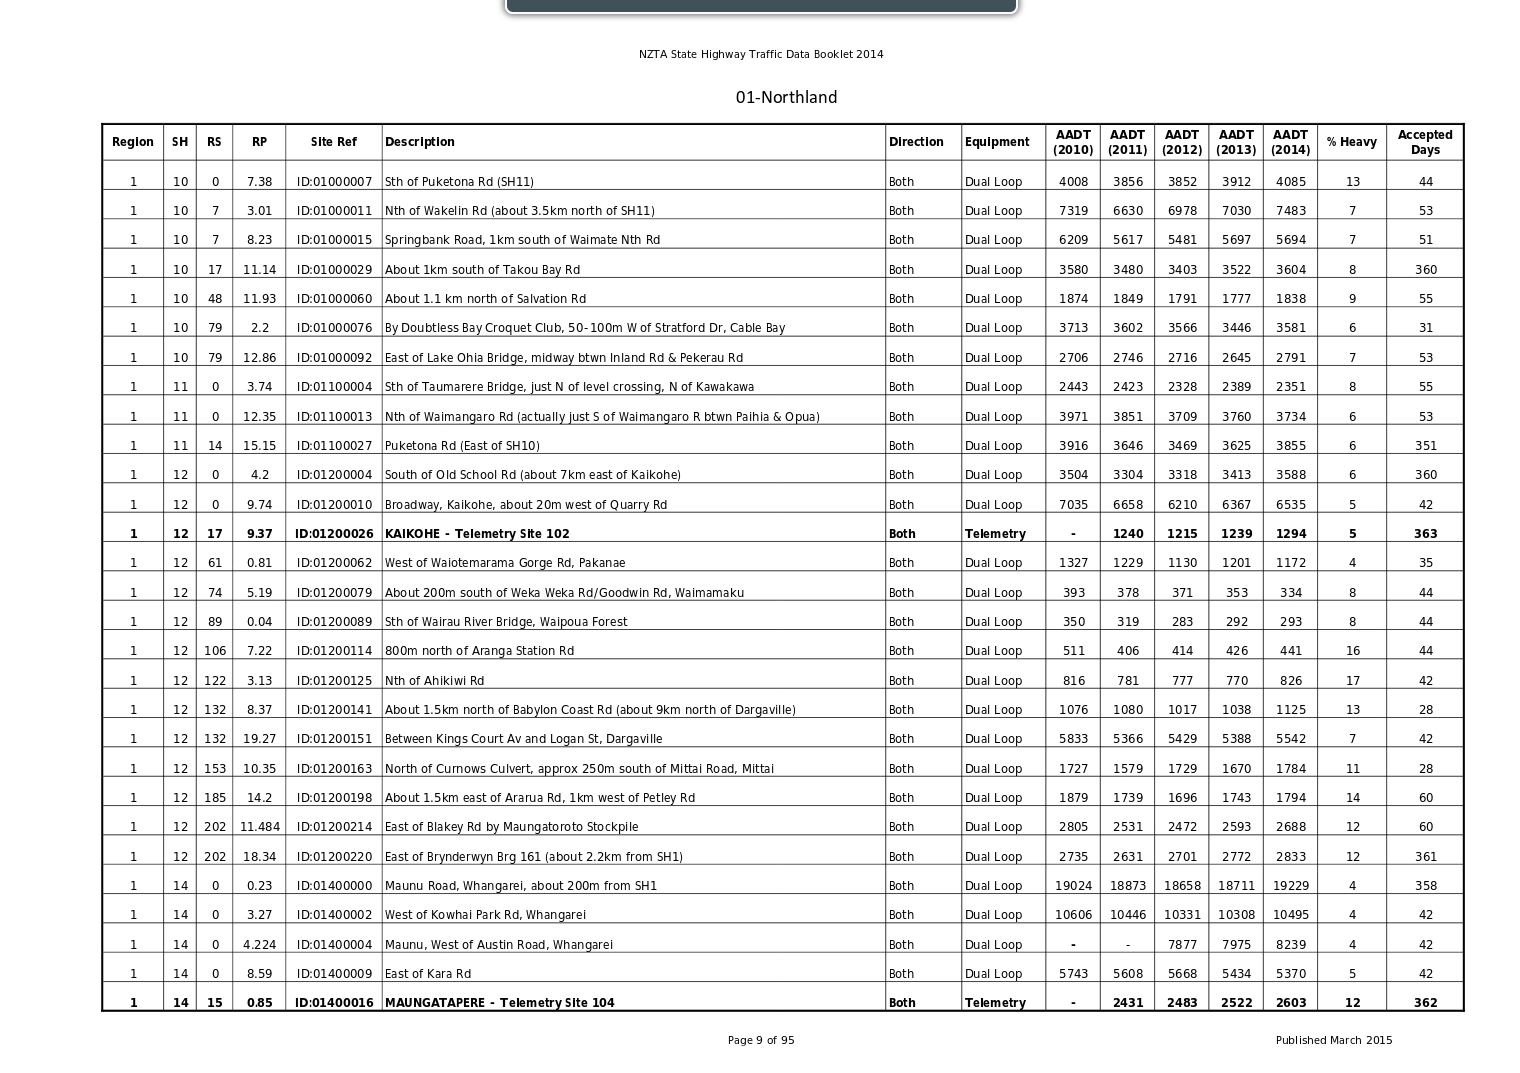 NZTA State Highway Traffic Data Booklet 2014
01-Northland
Region SH RS RP Site Ref Description Direction Equipment AADT (2010) AADT (2011) AADT (2012) AADT (2013) AADT (2014) % Heavy Accepted Days
1 10 0 7.38 ID:01000007 Sth of Puketona Rd (SH11) Both Dual Loop 4008 3856 3852 3912 4085 13 44
1 10 7 3.01 ID:01000011 Nth of Wakelin Rd (about 3.5km north of SH11) Both Dual Loop 7319 6630 6978 7030 7483 7 53
1 10 7 8.23 ID:01000015 Springbank Road, 1km south of Waimate Nth Rd Both Dual Loop 6209 5617 5481 5697 5694 7 51
1 10 17 11.14 ID:01000029 About 1km south of Takou Bay Rd Both Dual Loop 3580 3480 3403 3522 3604 8 360
1 10 48 11.93 ID:01000060 About 1.1 km north of Salvation Rd Both Dual Loop 1874 1849 1791 1777 1838 9 55
1 10 79 2.2 ID:01000076 By Doubtless Bay Croquet Club, 50-100m W of Stratford Dr, Cable Bay Both Dual Loop 3713 3602 3566 3446 3581 6 31
1 10 79 12.86 ID:01000092 East of Lake Ohia Bridge, midway btwn Inland Rd & Pekerau Rd Both Dual Loop 2706 2746 2716 2645 2791 7 53
1 11 0 3.74 ID:01100004 Sth of Taumarere Bridge, just N of level crossing, N of Kawakawa Both Dual Loop 2443 2423 2328 2389 2351 8 55
1 11 0 12.35 ID:01100013 Nth of Waimangaro Rd (actually just S of Waimangaro R btwn Paihia & Opua) Both Dual Loop 3971 3851 3709 3760 3734 6 53
1 11 14 15.15 ID:01100027 Puketona Rd (East of SH10) Both Dual Loop 3916 3646 3469 3625 3855 6 351
1 12 0 4.2 ID:01200004 South of Old School Rd (about 7km east of Kaikohe) Both Dual Loop 3504 3304 3318 3413 3588 6 360
1 12 0 9.74 ID:01200010 Broadway, Kaikohe, about 20m west of Quarry Rd Both Dual Loop 7035 6658 6210 6367 6535 5 42
1 12 17 9.37 ID:01200026 KAIKOHE - Telemetry Site 102 Both Telemetry - 1240 1215 1239 1294 5 363
1 12 61 0.81 ID:01200062 West of Waiotemarama Gorge Rd, Pakanae Both Dual Loop 1327 1229 1130 1201 1172 4 35
1 12 74 5.19 ID:01200079 About 200m south of Weka Weka Rd/Goodwin Rd, Waimamaku Both Dual Loop 393 378 371 353 334 8 44
1 12 89 0.04 ID:01200089 Sth of Wairau River Bridge, Waipoua Forest Both Dual Loop 350 319 283 292 293 8 44
1 12 106 7.22 ID:01200114 800m north of Aranga Station Rd Both Dual Loop 511 406 414 426 441 16 44
1 12 122 3.13 ID:01200125 Nth of Ahikiwi Rd Both Dual Loop 816 781 777 770 826 17 42
1 12 132 8.37 ID:01200141 About 1.5km north of Babylon Coast Rd (about 9km north of Dargaville) Both Dual Loop 1076 1080 1017 1038 1125 13 28
1 12 132 19.27 ID:01200151 Between Kings Court Av and Logan St, Dargaville Both Dual Loop 5833 5366 5429 5388 5542 7 42
1 12 153 10.35 ID:01200163 North of Curnows Culvert, approx 250m south of Mittai Road, Mittai Both Dual Loop 1727 1579 1729 1670 1784 11 28
1 12 185 14.2 ID:01200198 About 1.5km east of Ararua Rd, 1km west of Petley Rd Both Dual Loop 1879 1739 1696 1743 1794 14 60
1 12 202 11.484 ID:01200214 East of Blakey Rd by Maungatoroto Stockpile Both Dual Loop 2805 2531 2472 2593 2688 12 60
1 12 202 18.34 ID:01200220 East of Brynderwyn Brg 161 (about 2.2km from SH1) Both Dual Loop 2735 2631 2701 2772 2833 12 361
1 14 0 0.23 ID:01400000 Maunu Road, Whangarei, about 200m from SH1 Both Dual Loop 19024 18873 18658 18711 19229 4 358
1 14 0 3.27 ID:01400002 West of Kowhai Park Rd, Whangarei Both Dual Loop 10606 10446 10331 10308 10495 4 42
1 14 0 4.224 ID:01400004 Maunu, West of Austin Road, Whangarei Both Dual Loop - - 7877 7975 8239 4 42
1 14 0 8.59 ID:01400009 East of Kara Rd Both Dual Loop 5743 5608 5668 5434 5370 5 42
1 14 15 0.85 ID:01400016 MAUNGATAPERE - Telemetry Site 104 Both Telemetry - 2431 2483 2522 2603 12 362
Page 9 of 95
Published March 2015